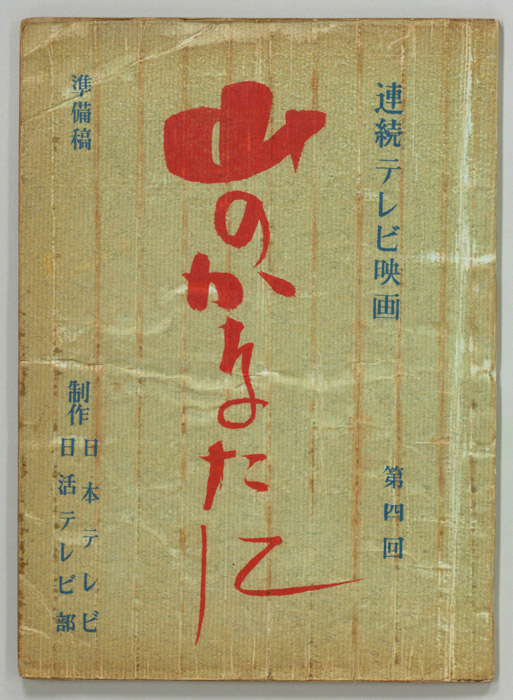 連続テレビ映画
第四回
山のかなたに
準備稿
制作
日本テレビ
日活テレビ部